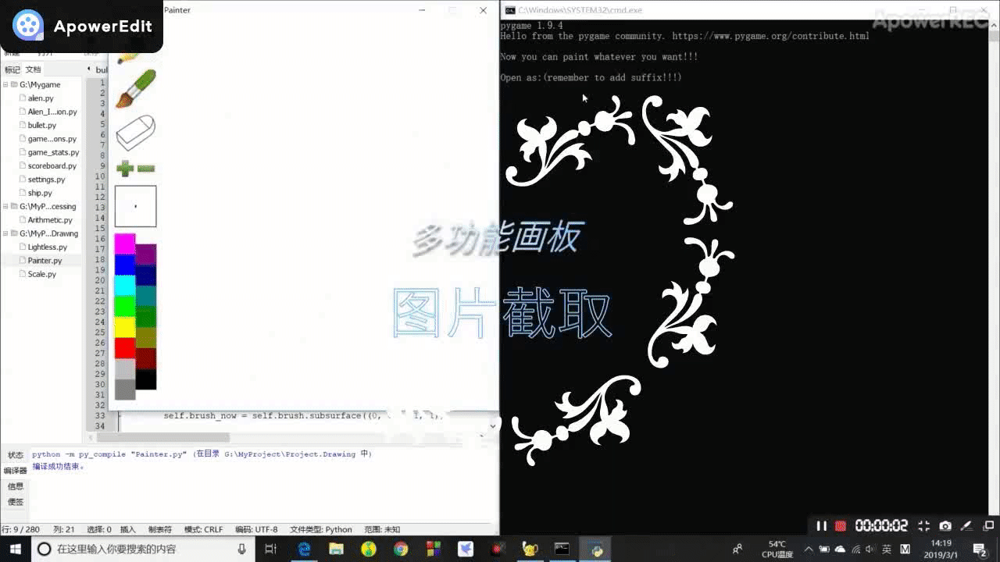 ApowerEdit
Painter
C:\Windows\SYSTEM32\cmd.exe
ApowerREC
pygame 1.9.4
Hello from the pygame community. https://www.pygame.org/contribute.html
Now you can paint whatever you want!!!
Open as:(remember to add suffix!!!)
标记 文档
bul
G:\Mygame
alien.py
Alien_I...ion.py
bullet.py
game...ons.py
game_stats.py
scoreboard.py
settings.py
ship.py
G:\MyP...cessing
Arithmetic.py
G:\MyP...Drawing
Lightless.py
Painter.py
Scale.py
1
2
3
4
5
6
7
8
9
10
11
12
13
14
15
16
17
18
19
20
21
22
23
24
25
26
27
28
29
30
31
32
33
34
多功能画板
图片截取
self.brush_now = self.brush.subsurface((0,
状态
编译器
信息
便签
python -m py_compile "Painter.py" (在目录 G:\MyProject\Project.Drawing 中)
编译成功结束。
行: 9 / 280 列: 21 选择: 0 插入 制表符 模式: CRLF 编码: UTF-8 文件类型: Python 范围: 未知
00:00:02
在这里输入你要搜索的内容
54℃
CPU温度
英
M
14:19
2019/3/1
2